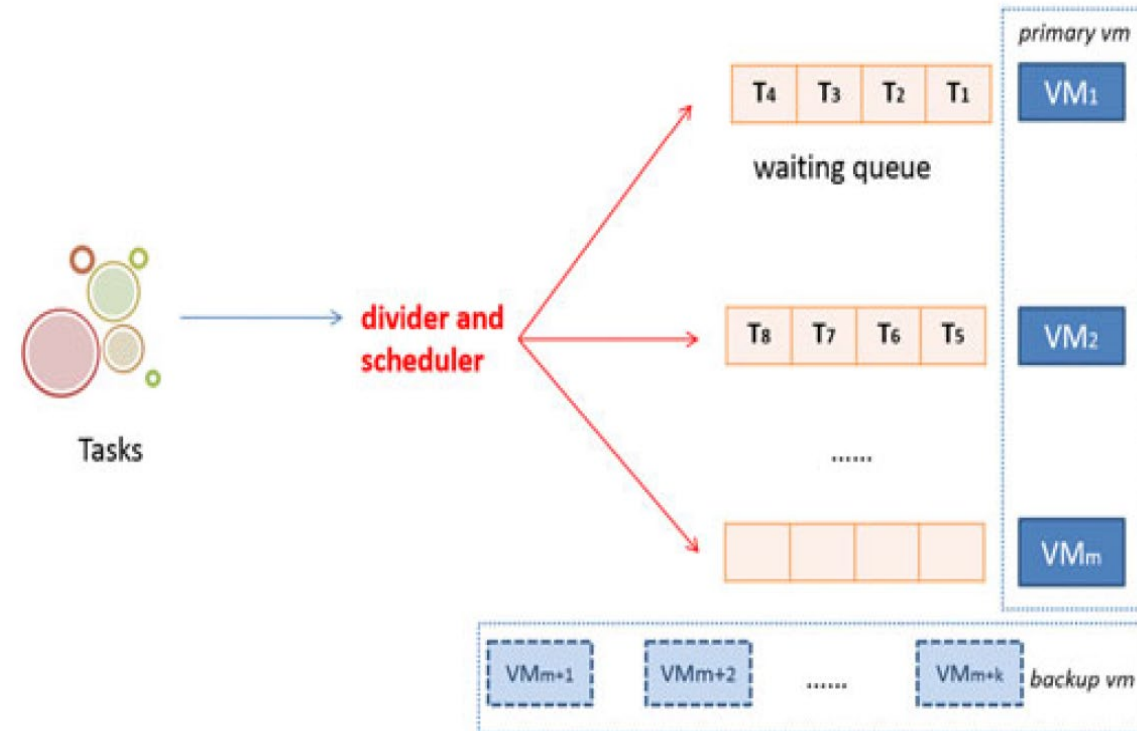 primary vm
T4 T3 T2 T1
VM1
waiting queue
divider and
scheduler
T8 T7 T6 T5
VM2
Tasks
......
VMm
VMm+1 VMm+2 ...... VMm+k backup vm